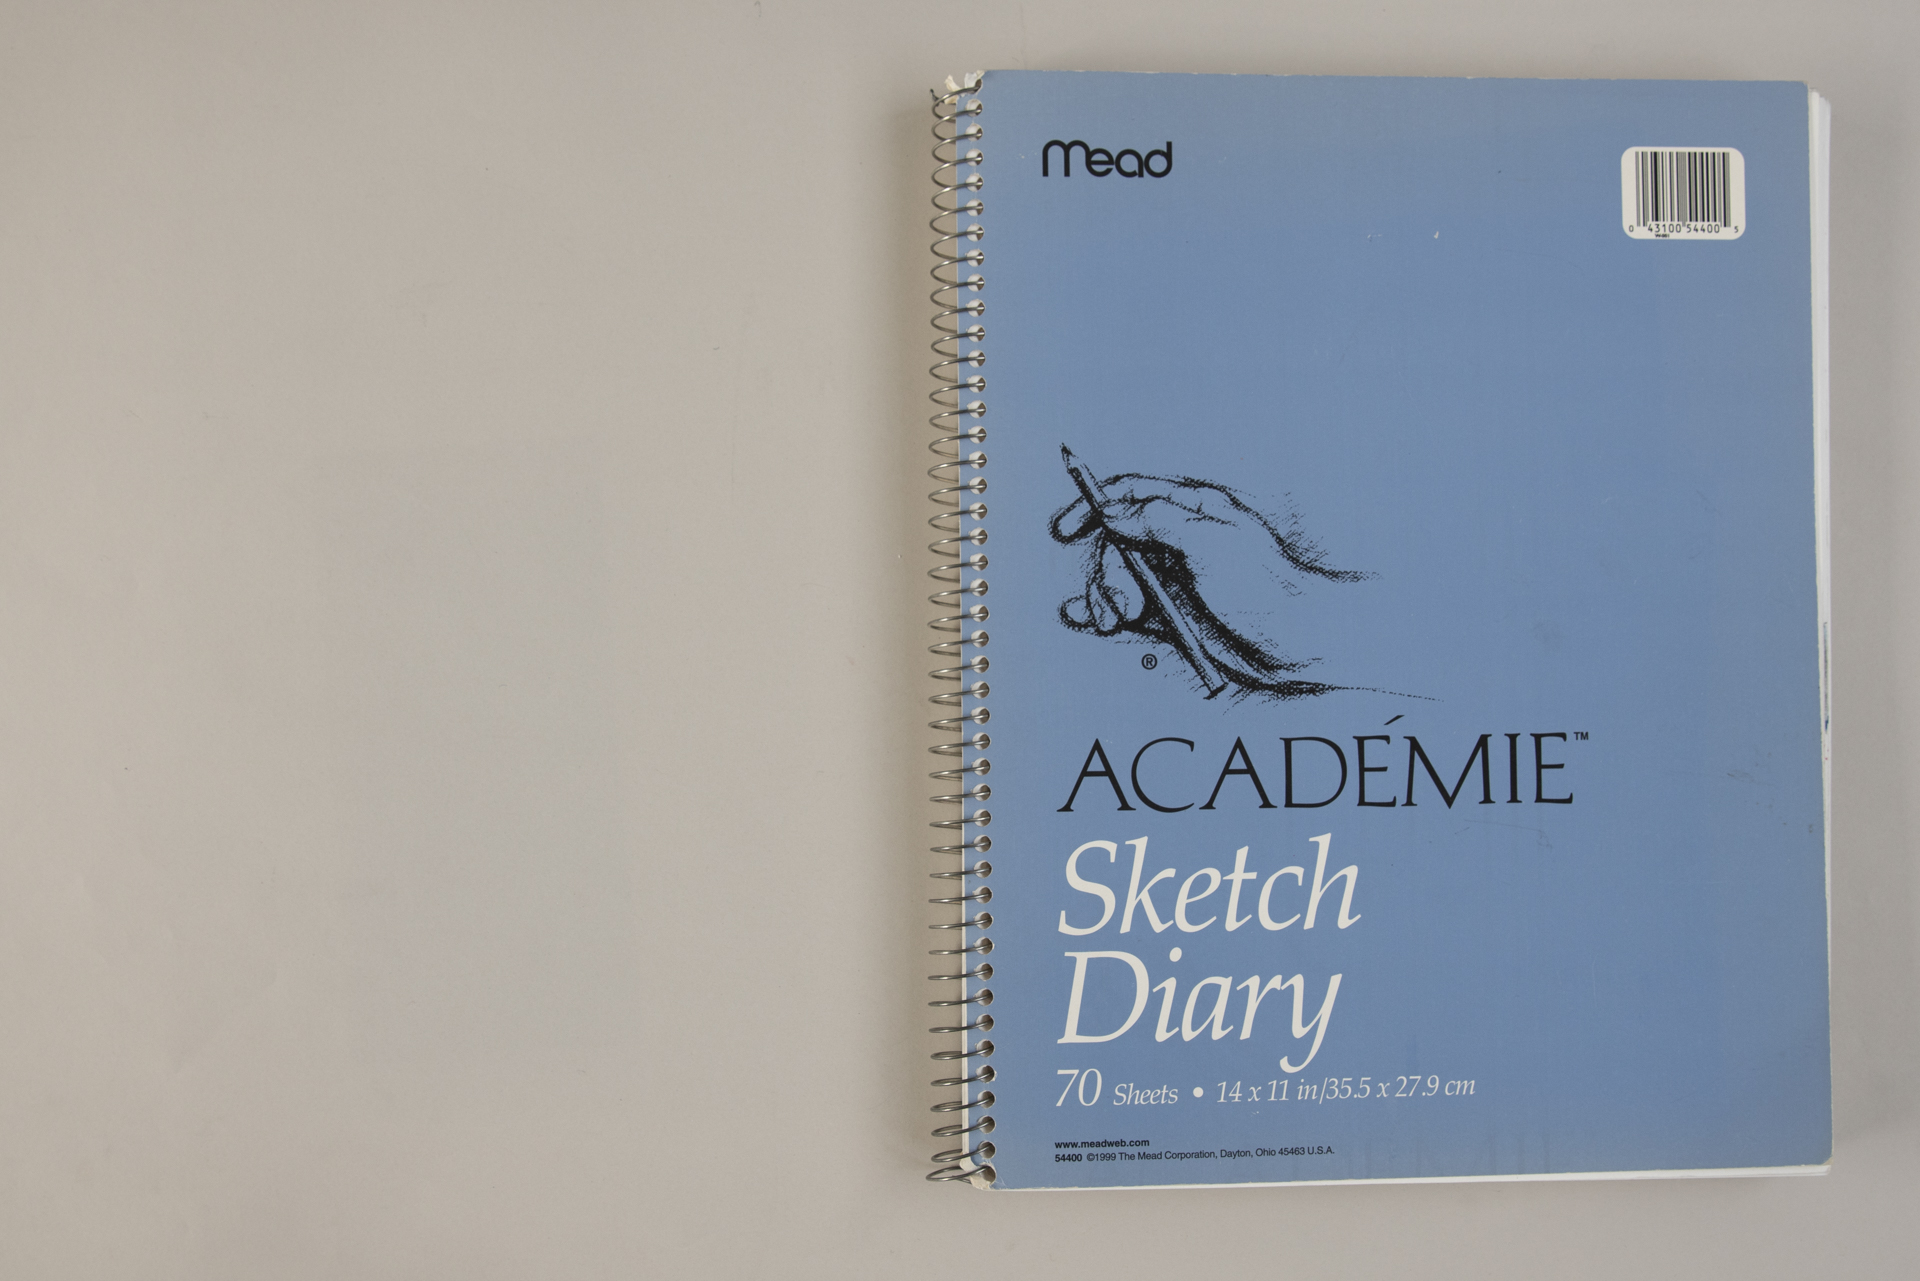 Mead
0 43100 54400 5
®
ACADÉMIE™
Sketch
Diary
70 Sheets • 14 x 11 in/35.5 x 27.9 cm
www.meadweb.com
54400 ©1999 The Mead Corporation, Dayton, Ohio 45463 U.S.A.